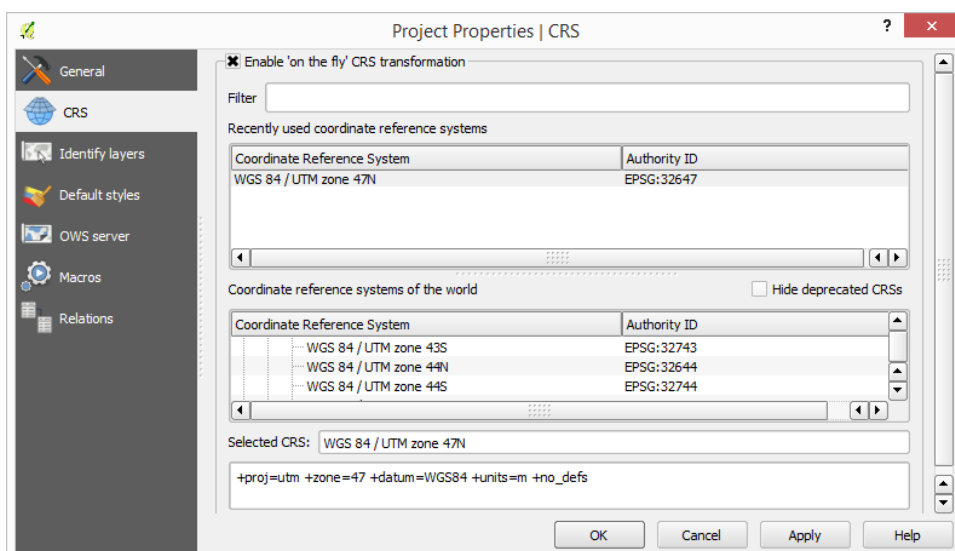 Project Properties | CRS
?
×
General
CRS
Identify layers
Default styles
OWS server
Macros
Relations
Enable 'on the fly' CRS transformation
Filter
Recently used coordinate reference systems
Coordinate Reference System Authority ID
WGS 84 / UTM zone 47N EPSG:32647
Coordinate reference systems of the world Hide deprecated CRSs
Coordinate Reference System Authority ID
WGS 84 / UTM zone 43S EPSG:32743
WGS 84 / UTM zone 44N EPSG:32644
WGS 84 / UTM zone 44S EPSG:32744
Selected CRS: WGS 84 / UTM zone 47N
+proj=utm +zone=47 +datum=WGS84 +units=m +no_defs
OK Cancel Apply Help